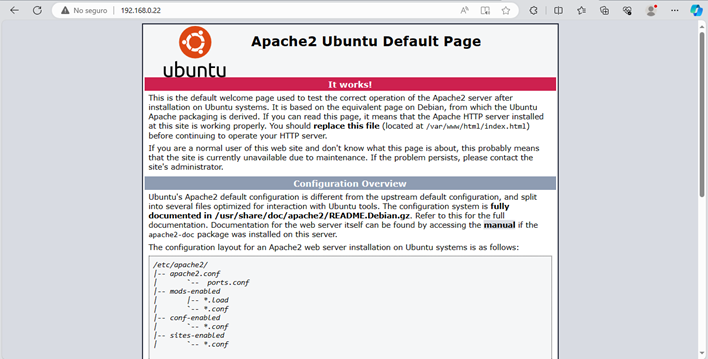 No seguro 192.168.0.22
Apache2 Ubuntu Default Page
ubuntu
It works!
This is the default welcome page used to test the correct operation of the Apache2 server after
installation on Ubuntu systems. It is based on the equivalent page on Debian, from which the Ubuntu
Apache packaging is derived. If you can read this page, it means that the Apache HTTP server installed
at this site is working properly. You should replace this file (located at /var/www/html/index.html)
before continuing to operate your HTTP server.
If you are a normal user of this web site and don't know what this page is about, this probably means
that the site is currently unavailable due to maintenance. If the problem persists, please contact the
site's administrator.
Configuration Overview
Ubuntu's Apache2 default configuration is different from the upstream default configuration, and split
into several files optimized for interaction with Ubuntu tools. The configuration system is fully
documented in /usr/share/doc/apache2/README.Debian.gz. Refer to this for the full
documentation. Documentation for the web server itself can be found by accessing the manual if the
apache2-doc package was installed on this server.
The configuration layout for an Apache2 web server installation on Ubuntu systems is as follows:
/etc/apache2/
|-- apache2.conf
|       `--  ports.conf
|-- mods-enabled
|       |-- *.load
|       `-- *.conf
|-- conf-enabled
|       `-- *.conf
|-- sites-enabled
|       `-- *.conf